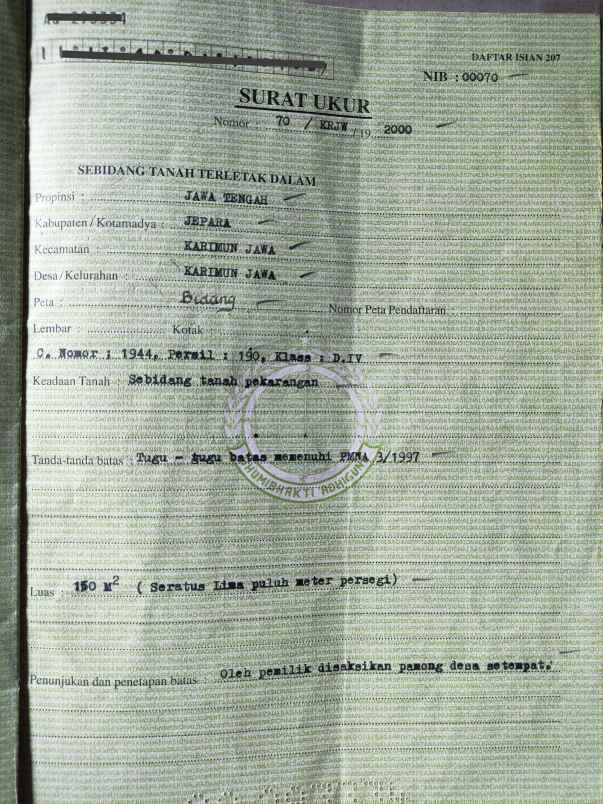 DAFTAR ISIAN 207
NIB : 00070
SURAT UKUR
Nomor : 70 / KRJW / 19 2000
SEBIDANG TANAH TERLETAK DALAM
Propinsi : JAWA TENGAH
Kabupaten / Kotamadya : JEPARA
Kecamatan : KARIMUN JAWA
Desa / Kelurahan : KARIMUN JAWA
Peta : Bidang Nomor Peta Pendaftaran :
Lembar : Kotak :
C. Nomor : 1944, Persil : 190, Klass : D.IV
Keadaan Tanah : Sebidang tanah pekarangan
Tanda-tanda batas : Tugu - tugu batas memenuhi PMNA 3/1997
BHUMIBHAKTI ADHIGUNA
Luas : 150 M2 ( Seratus Lima puluh meter persegi)
Penunjukan dan penetapan batas : Oleh pemilik disaksikan pamong desa setempat.